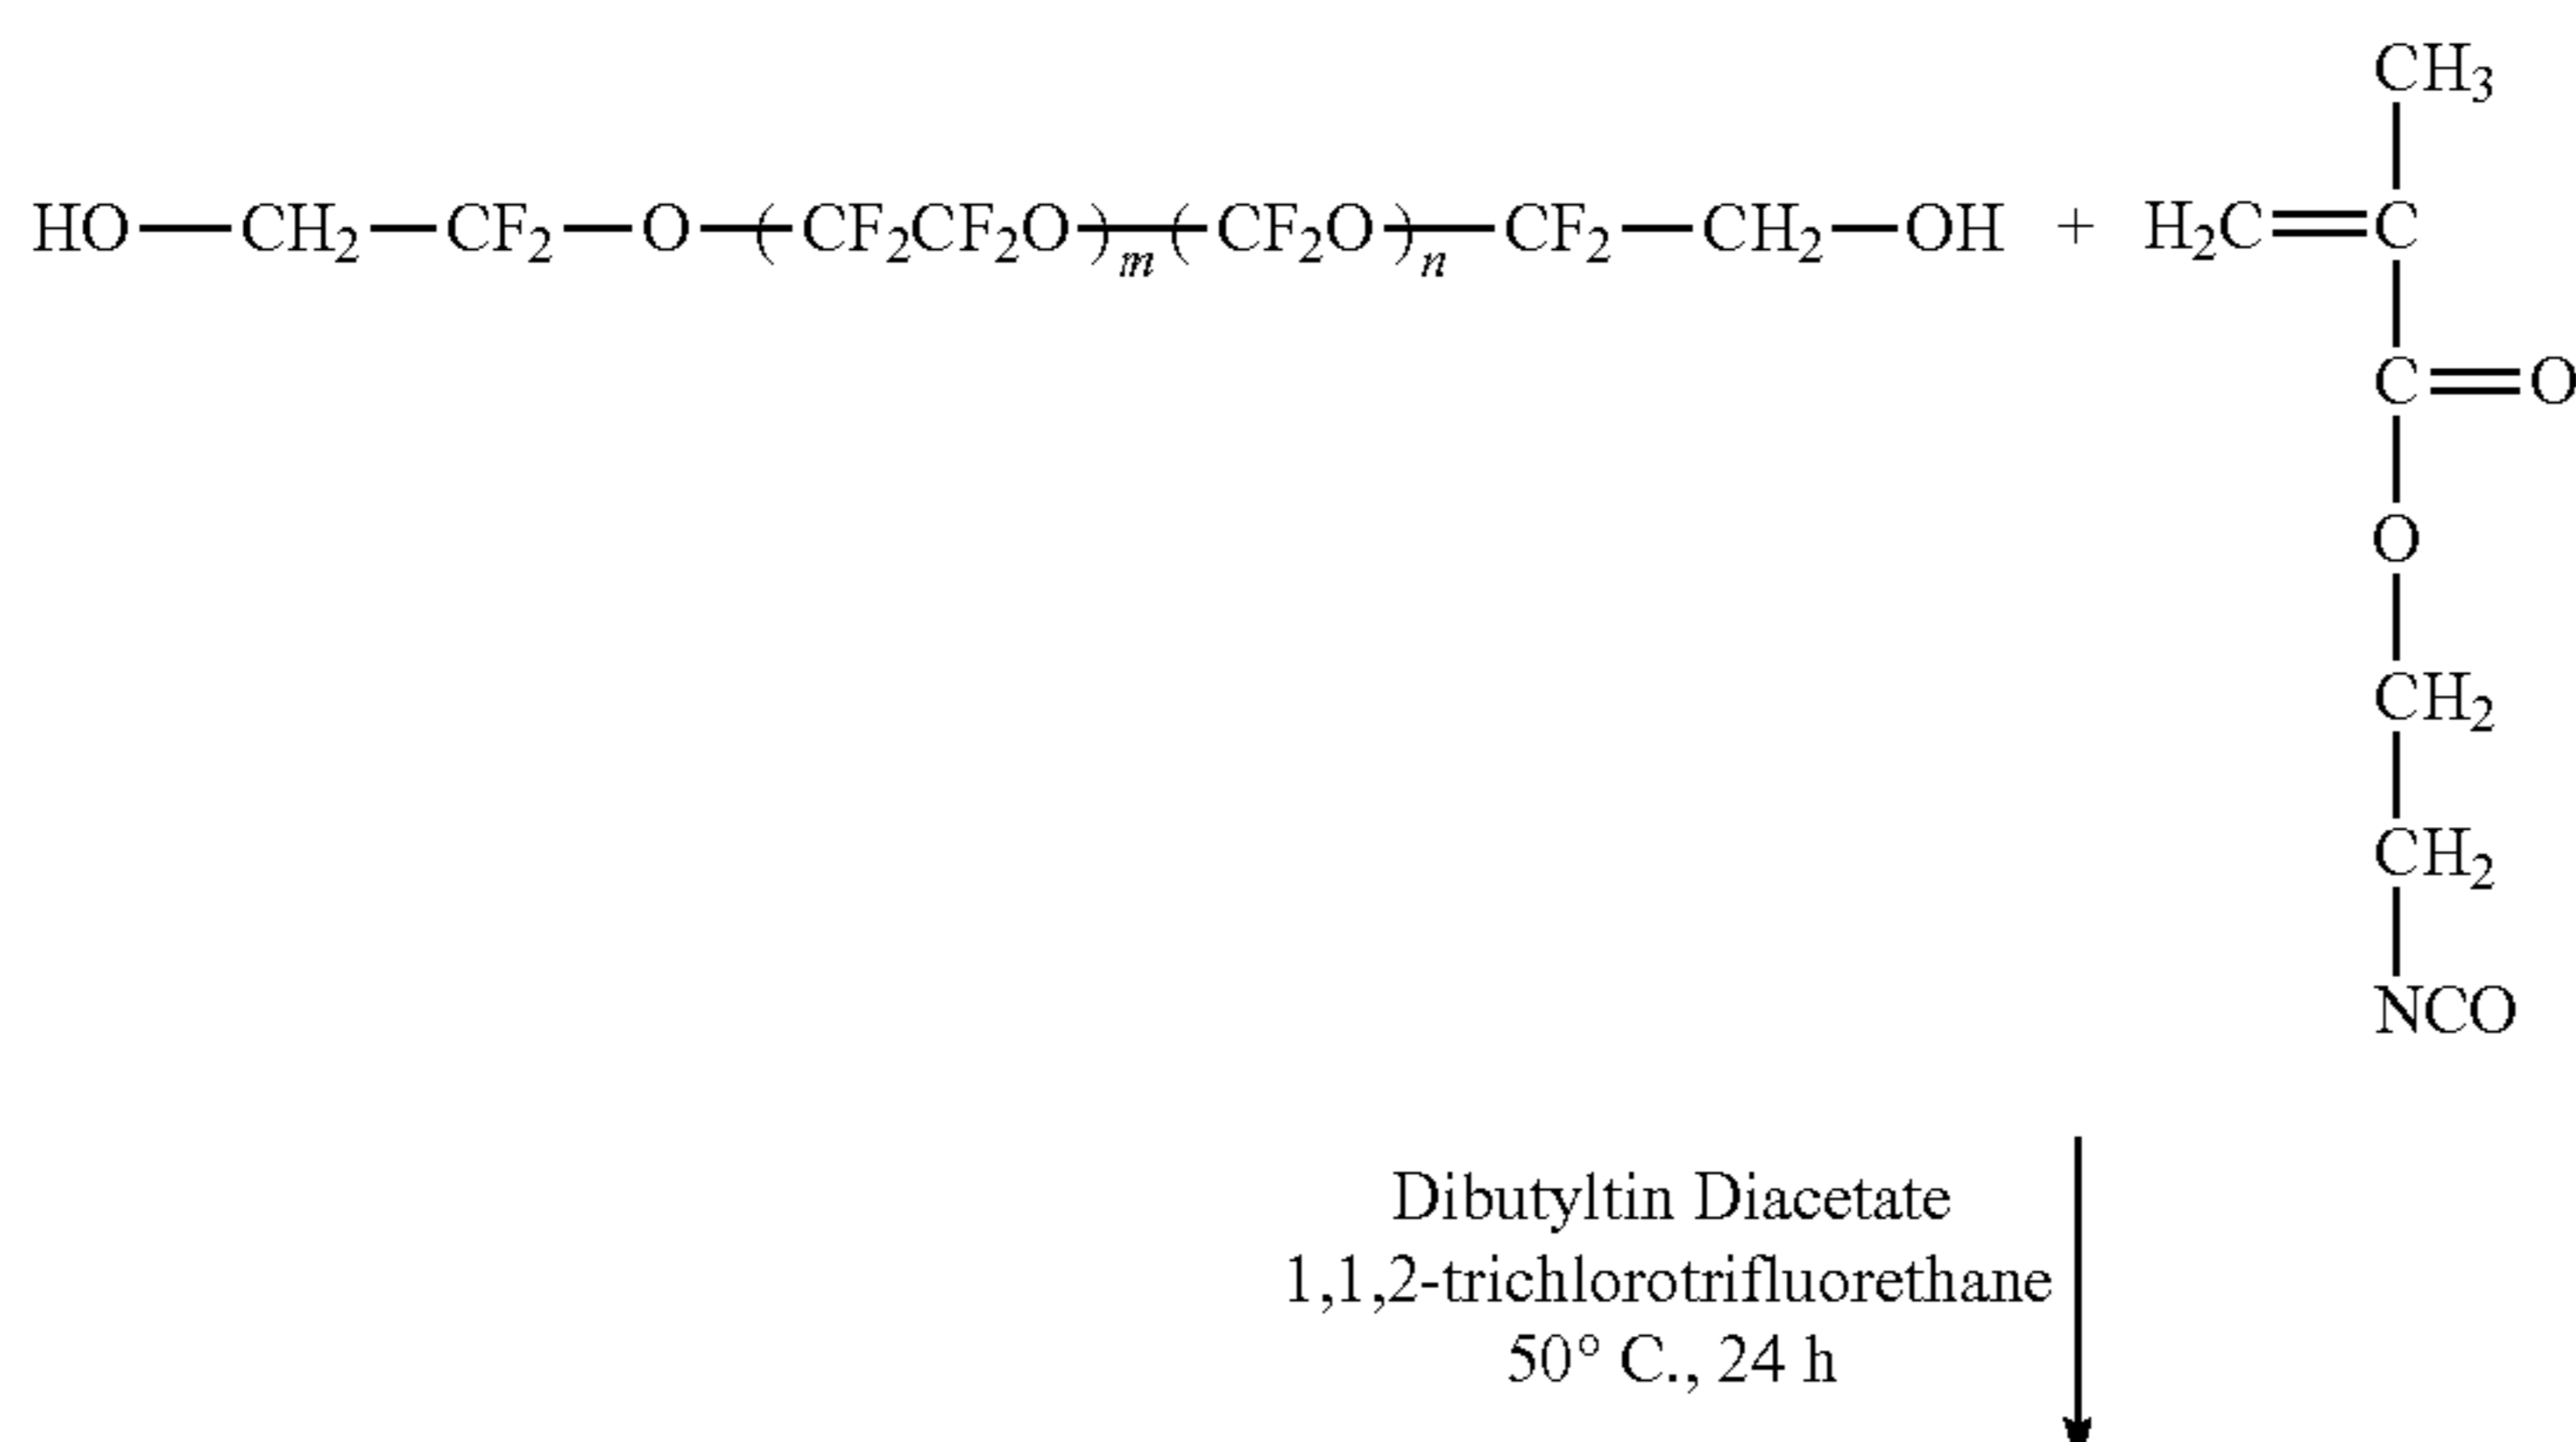 CH₃
HO—CH₂—CF₂—O—(CF₂CF₂O)ₘ—(CF₂O)ₙ—CF₂—CH₂—OH + H₂C=C
C=O
O
CH₂
CH₂
NCO
Dibutyltin Diacetate
1,1,2-trichlorotrifluorethane
50° C., 24 h